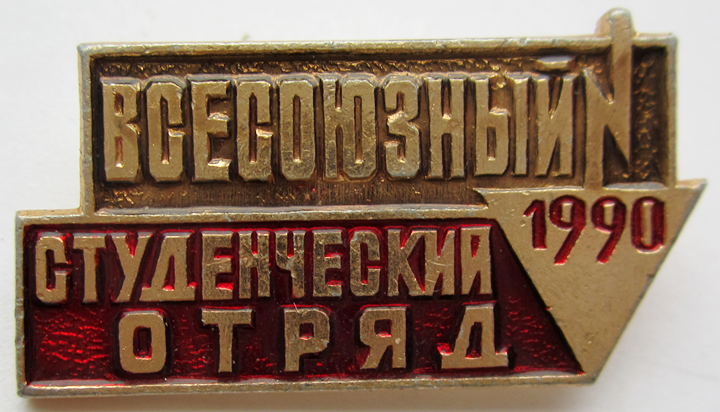 ВСЕСОЮЗНЫЙ
1990
СТУДЕНЧЕСКИЙ
ОТРЯД